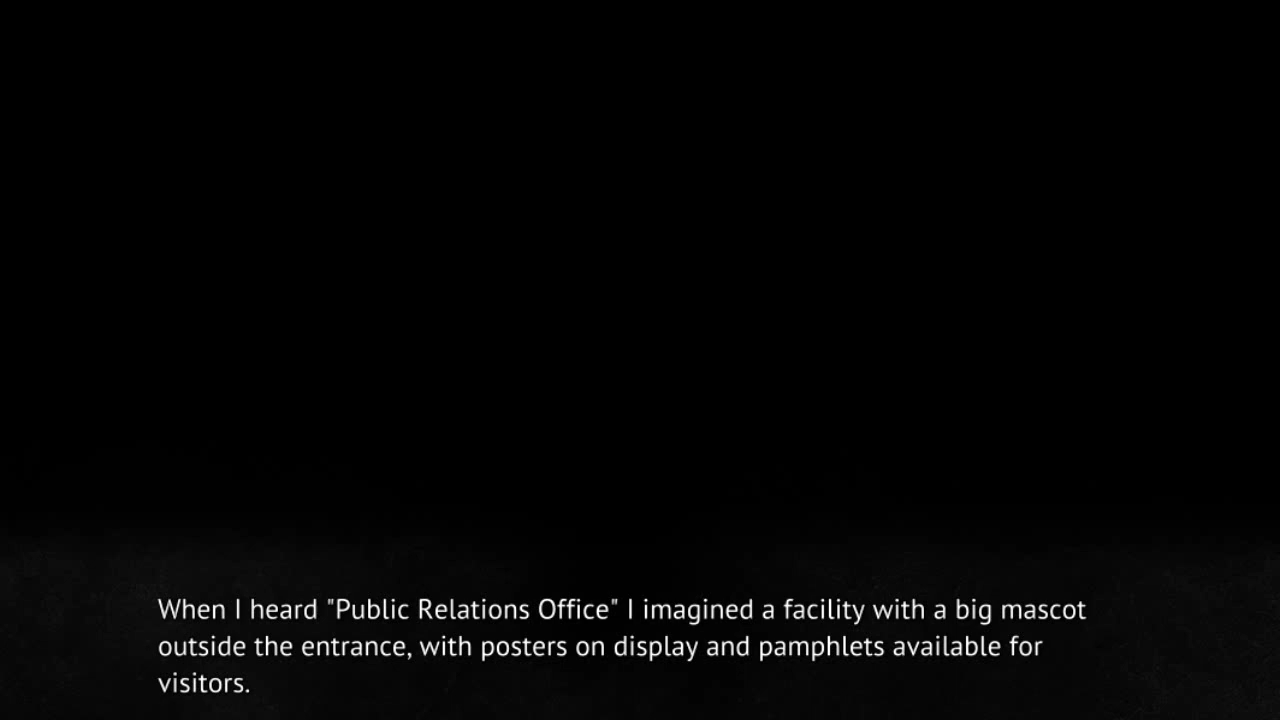 When I heard "Public Relations Office" I imagined a facility with a big mascot
outside the entrance, with posters on display and pamphlets available for
visitors.